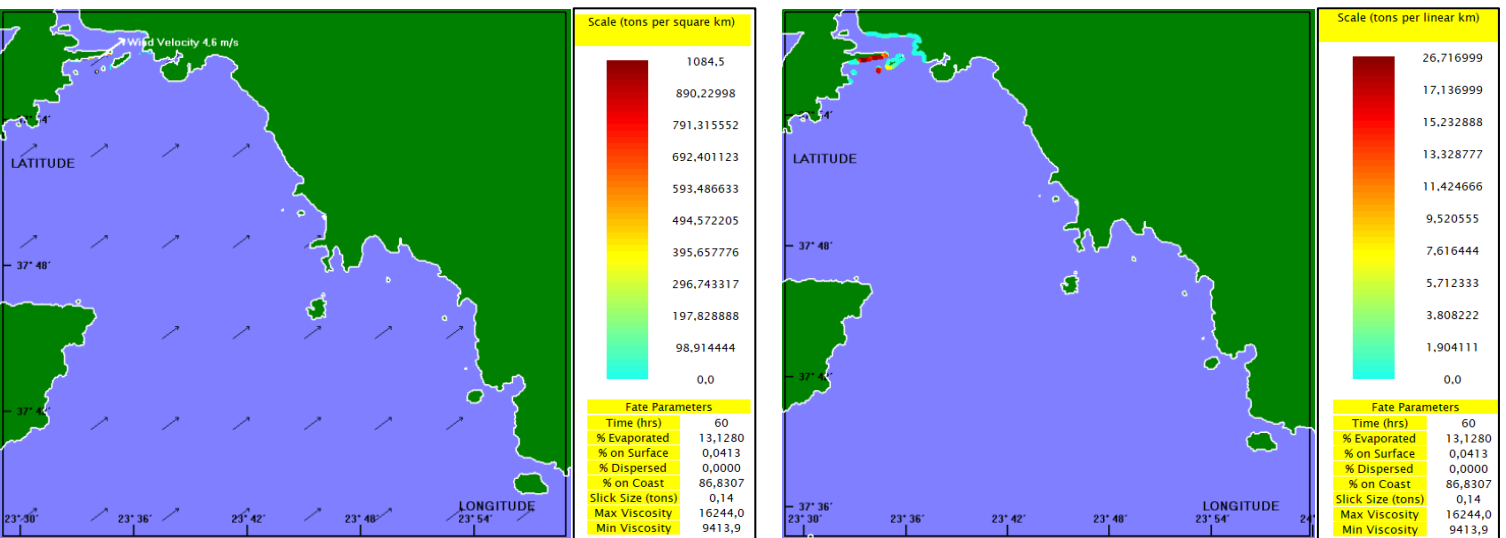 Wind Velocity 4,6 m/s
LATITUDE
37° 48′
LONGITUDE
23° 36′
23° 42′
23° 48′
23° 54′
Scale (tons per square km)
1084,5
890,22998
791,315552
692,401123
593,486633
494,572205
395,657776
296,743317
197,828888
98,914444
0,0
Fate Parameters
Time (hrs) 60
% Evaporated 13,1280
% on Surface 0,0413
% Dispersed 0,0000
% on Coast 86,8307
Slick Size (tons) 0,14
Max Viscosity 16244,0
Min Viscosity 9413,9
LATITUDE
37° 48′
37° 36′
LONGITUDE
23° 30′
23° 36′
23° 42′
23° 48′
23° 54′
24°
Scale (tons per linear km)
26,716999
17,136999
15,232888
13,328777
11,424666
9,520555
7,616444
5,712333
3,808222
1,904111
0,0
Fate Parameters
Time (hrs) 60
% Evaporated 13,1280
% on Surface 0,0413
% Dispersed 0,0000
% on Coast 86,8307
Slick Size (tons) 0,14
Max Viscosity 16244,0
Min Viscosity 9413,9